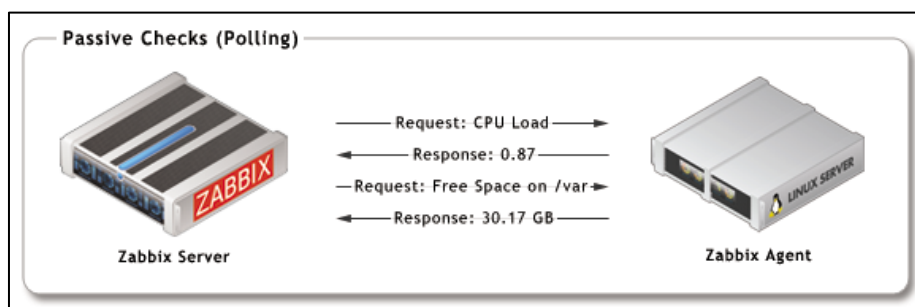 Passive Checks (Polling)
Request: CPU Load
Response: 0.87
Request: Free Space on /var
Response: 30.17 GB
ZABBIX
LINUX SERVER
Zabbix Server
Zabbix Agent